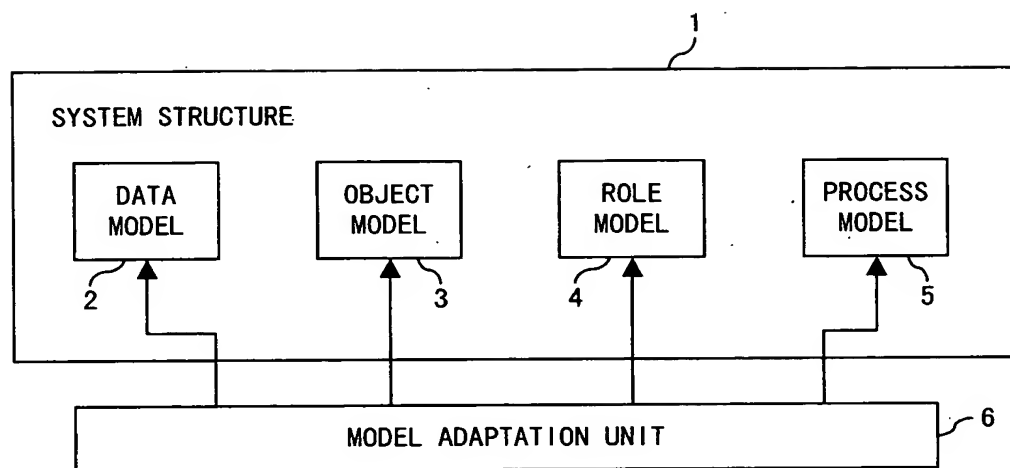 1
SYSTEM STRUCTURE
DATA
MODEL
OBJECT
MODEL
ROLE
MODEL
PROCESS
MODEL
2
3
4
5
MODEL ADAPTATION UNIT
6